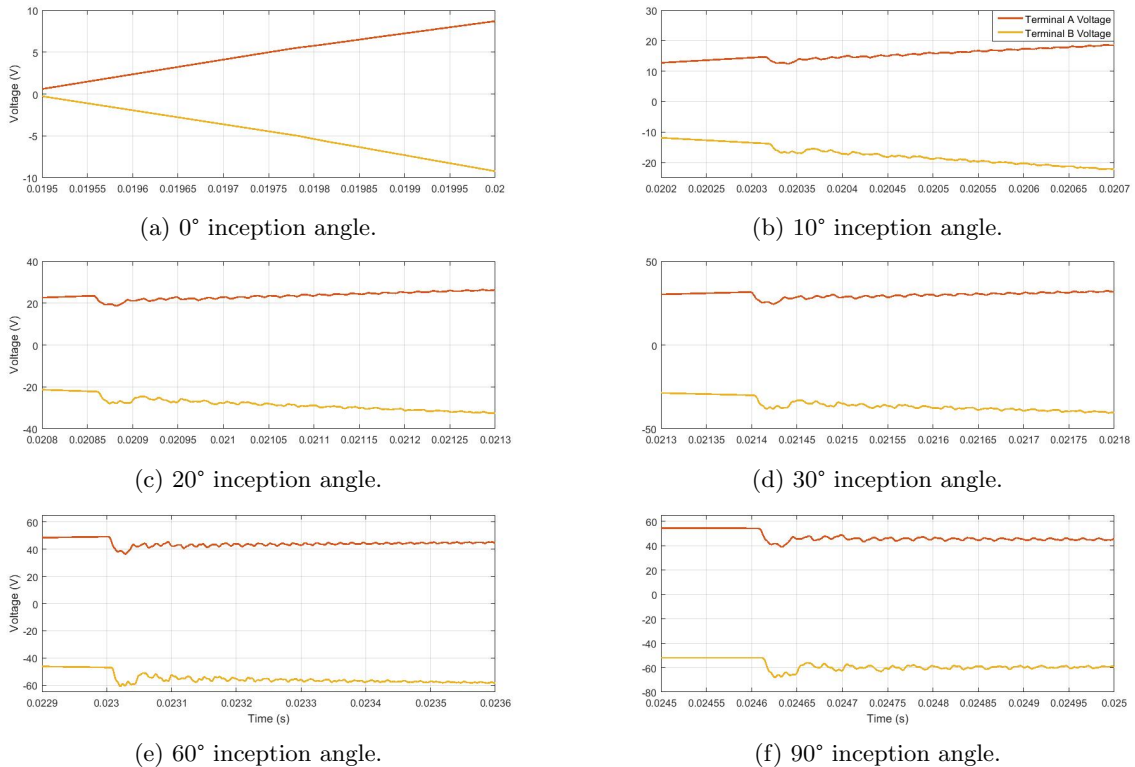 10
5
0
-5
-10
Voltage (V)
0.0195 0.01955 0.0196 0.01965 0.0197 0.01975 0.0198 0.01985 0.0199 0.01995 0.02
(a) 0° inception angle.
30
20
10
0
-10
-20
Terminal A Voltage
Terminal B Voltage
0.0202 0.02025 0.0203 0.02035 0.0204 0.02045 0.0205 0.02055 0.0206 0.02065 0.0207
(b) 10° inception angle.
40
20
0
-20
-40
Voltage (V)
0.0208 0.02085 0.0209 0.02095 0.021 0.02105 0.0211 0.02115 0.0212 0.02125 0.0213
(c) 20° inception angle.
50
0
-50
0.0213 0.02135 0.0214 0.02145 0.0215 0.02155 0.0216 0.02165 0.0217 0.02175 0.0218
(d) 30° inception angle.
60
40
20
0
-20
-40
-60
Voltage (V)
0.0229 0.023 0.0231 0.0232 0.0233 0.0234 0.0235 0.0236
Time (s)
(e) 60° inception angle.
60
40
20
0
-20
-40
-60
-80
0.0245 0.02455 0.0246 0.02465 0.0247 0.02475 0.0248 0.02485 0.0249 0.02495 0.025
Time (s)
(f) 90° inception angle.